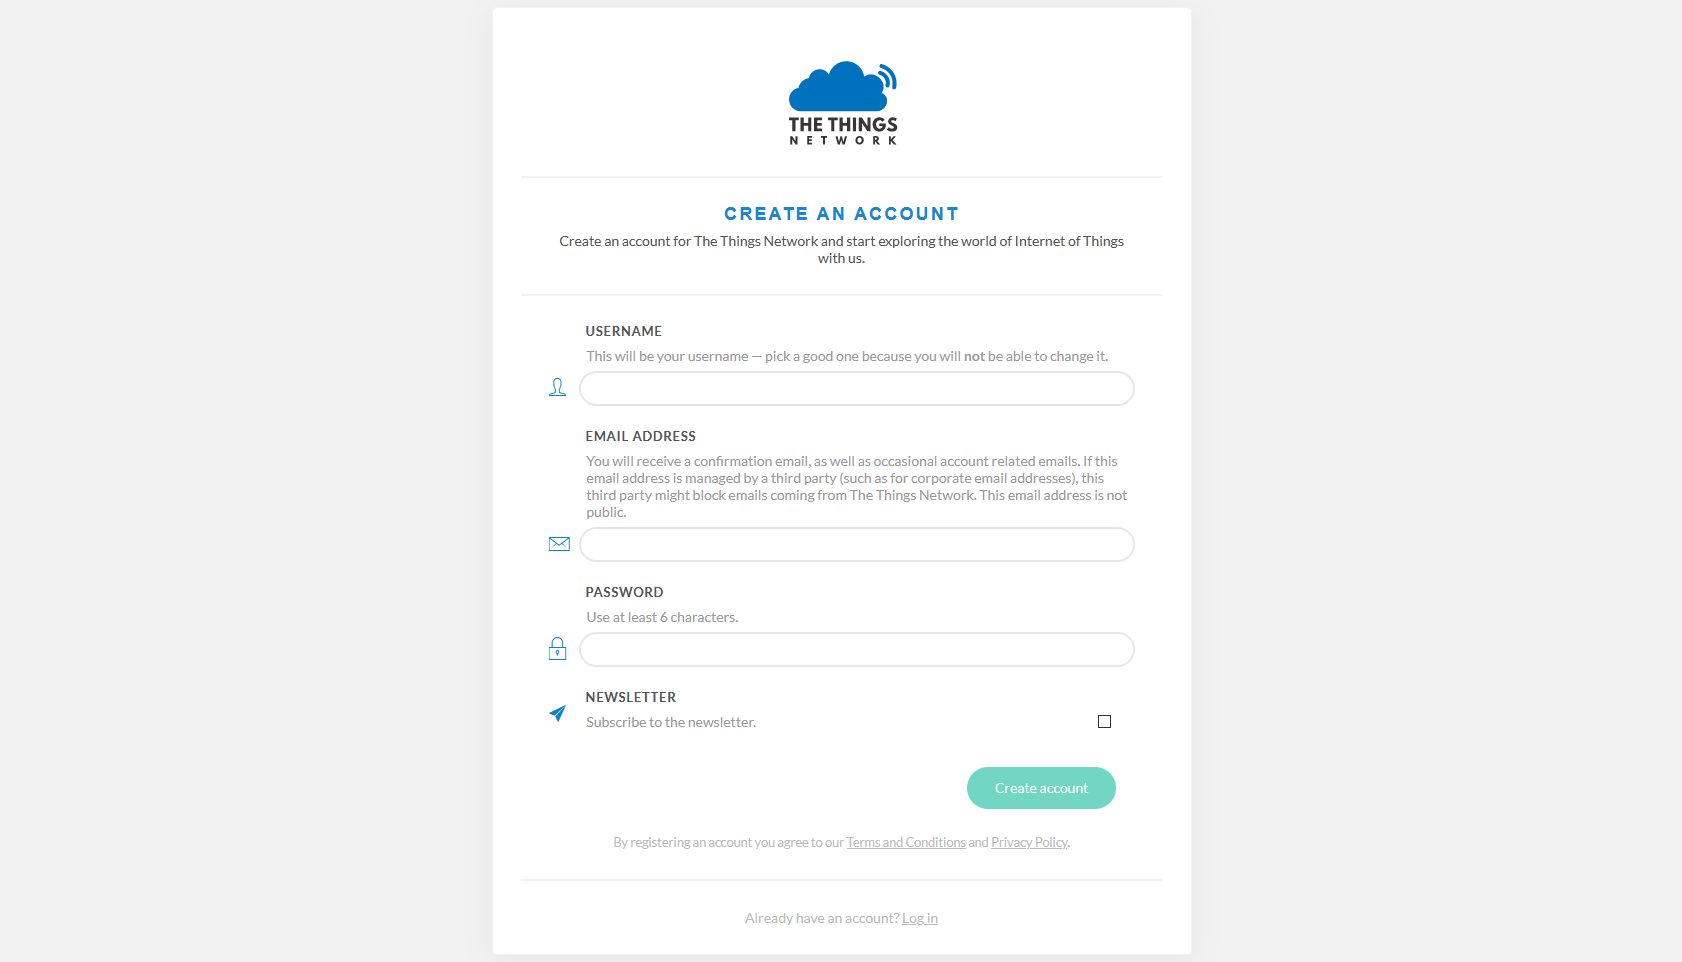 THE THINGS
NETWORK
CREATE AN ACCOUNT
Create an account for The Things Network and start exploring the world of Internet of Things
with us.
USERNAME
This will be your username — pick a good one because you will not be able to change it.
EMAIL ADDRESS
You will receive a confirmation email, as well as occasional account related emails. If this
email address is managed by a third party (such as for corporate email addresses), this
third party might block emails coming from The Things Network. This email address is not
public.
PASSWORD
Use at least 6 characters.
NEWSLETTER
Subscribe to the newsletter.
Create account
By registering an account you agree to our Terms and Conditions and Privacy Policy.
Already have an account? Log in